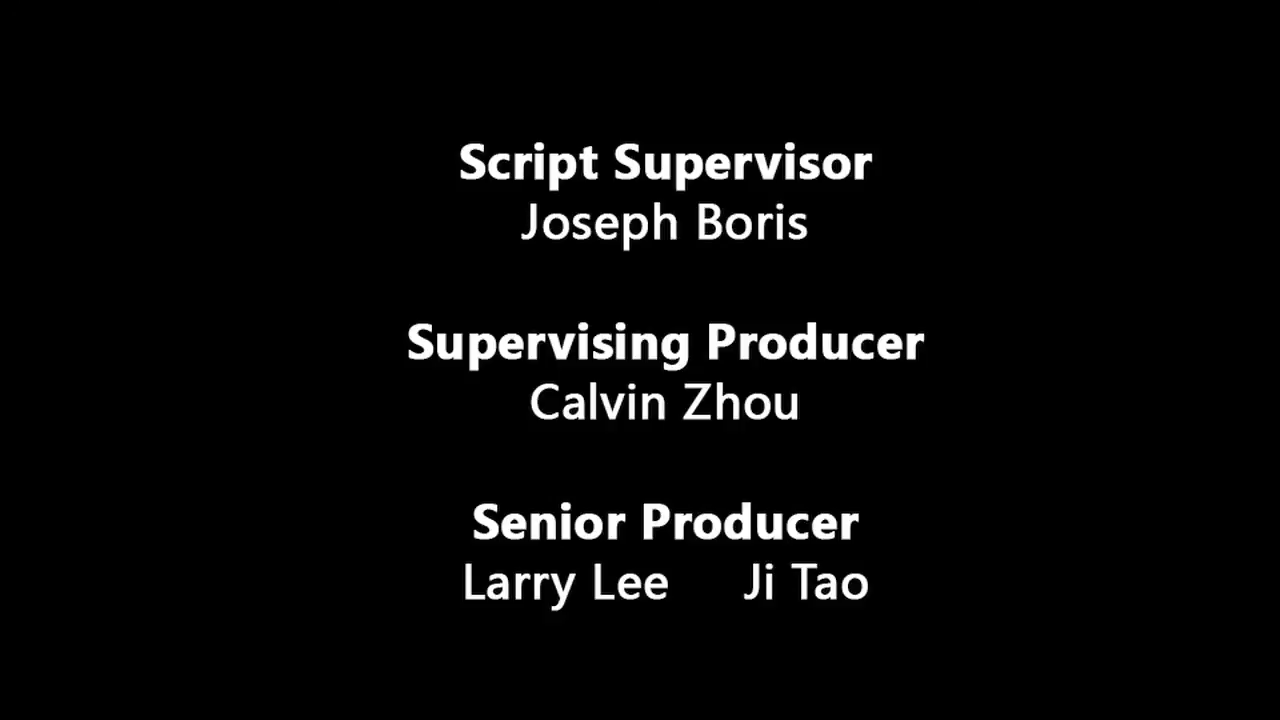 Script Supervisor
Joseph Boris
Supervising Producer
Calvin Zhou
Senior Producer
Larry Lee Ji Tao